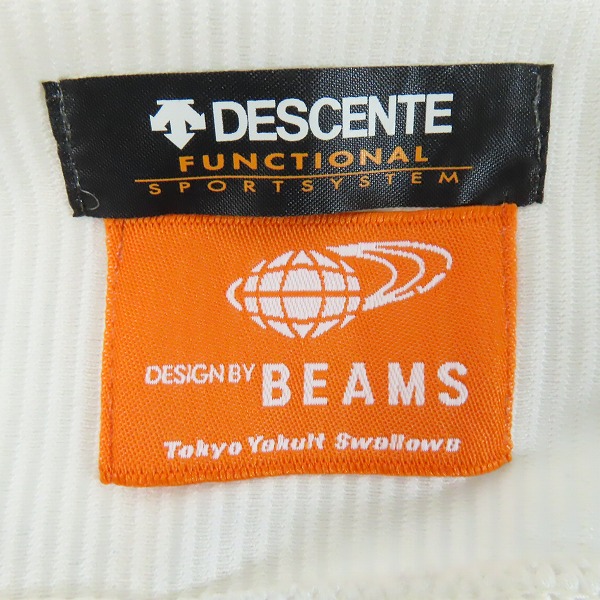 DESCENTE
FUNCTIONAL
SPORTSYSTEM
DESIGN BY BEAMS
Tokyo Yakult Swallows